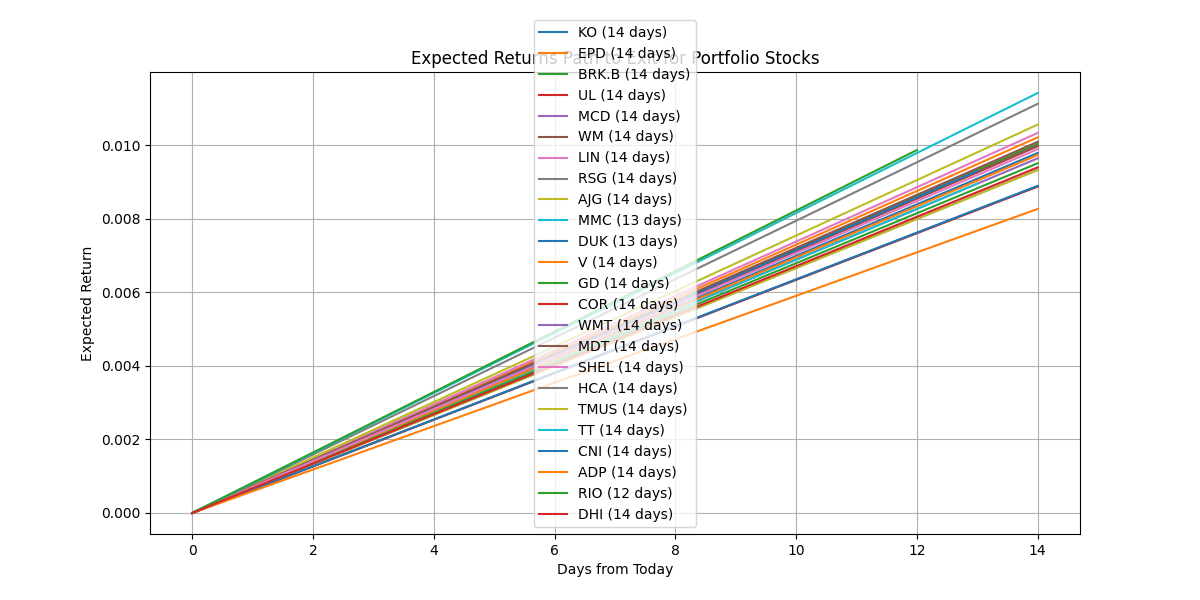 Expected Returns Path to Exit for Portfolio Stocks
KO (14 days)
EPD (14 days)
BRK.B (14 days)
UL (14 days)
MCD (14 days)
WM (14 days)
LIN (14 days)
RSG (14 days)
AJG (14 days)
MMC (13 days)
DUK (13 days)
V (14 days)
GD (14 days)
COR (14 days)
WMT (14 days)
MDT (14 days)
SHEL (14 days)
HCA (14 days)
TMUS (14 days)
TT (14 days)
CNI (14 days)
ADP (14 days)
RIO (12 days)
DHI (14 days)
Expected Return
0.010
0.008
0.006
0.004
0.002
0.000
0 2 4 6 8 10 12 14
Days from Today